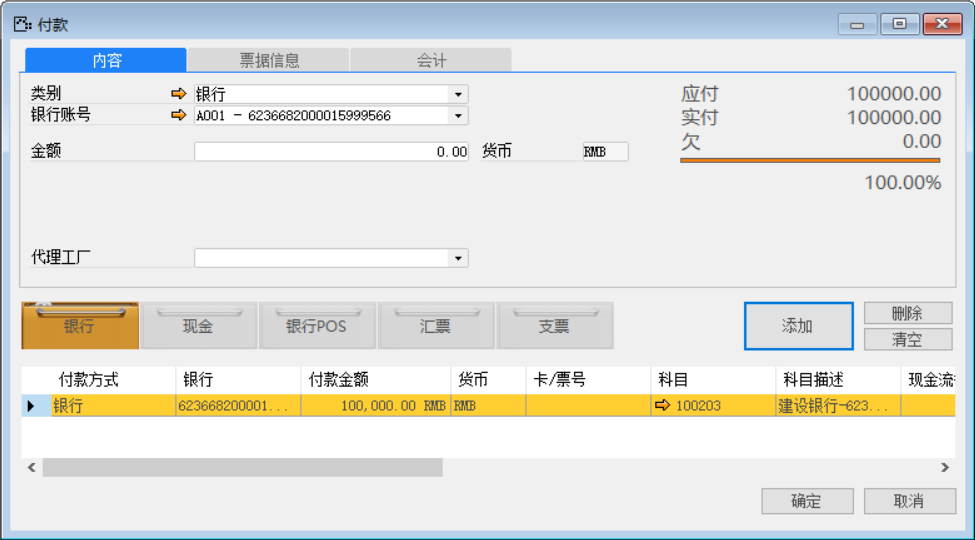 付款
内容 票据信息 会计
类别 银行 应付 100000.00
银行账号 A001 - 6236682000015999566 实付 100000.00
金额 0.00 货币 RMB 欠 0.00
100.00%
代理工厂
银行 现金 银行POS 汇票 支票 添加 删除
清空
付款方式 银行 付款金额 货币 卡/票号 科目 科目描述 现金流
银行 623668200001... 100,000.00 RMB RMB 100203 建设银行-623...
确定 取消